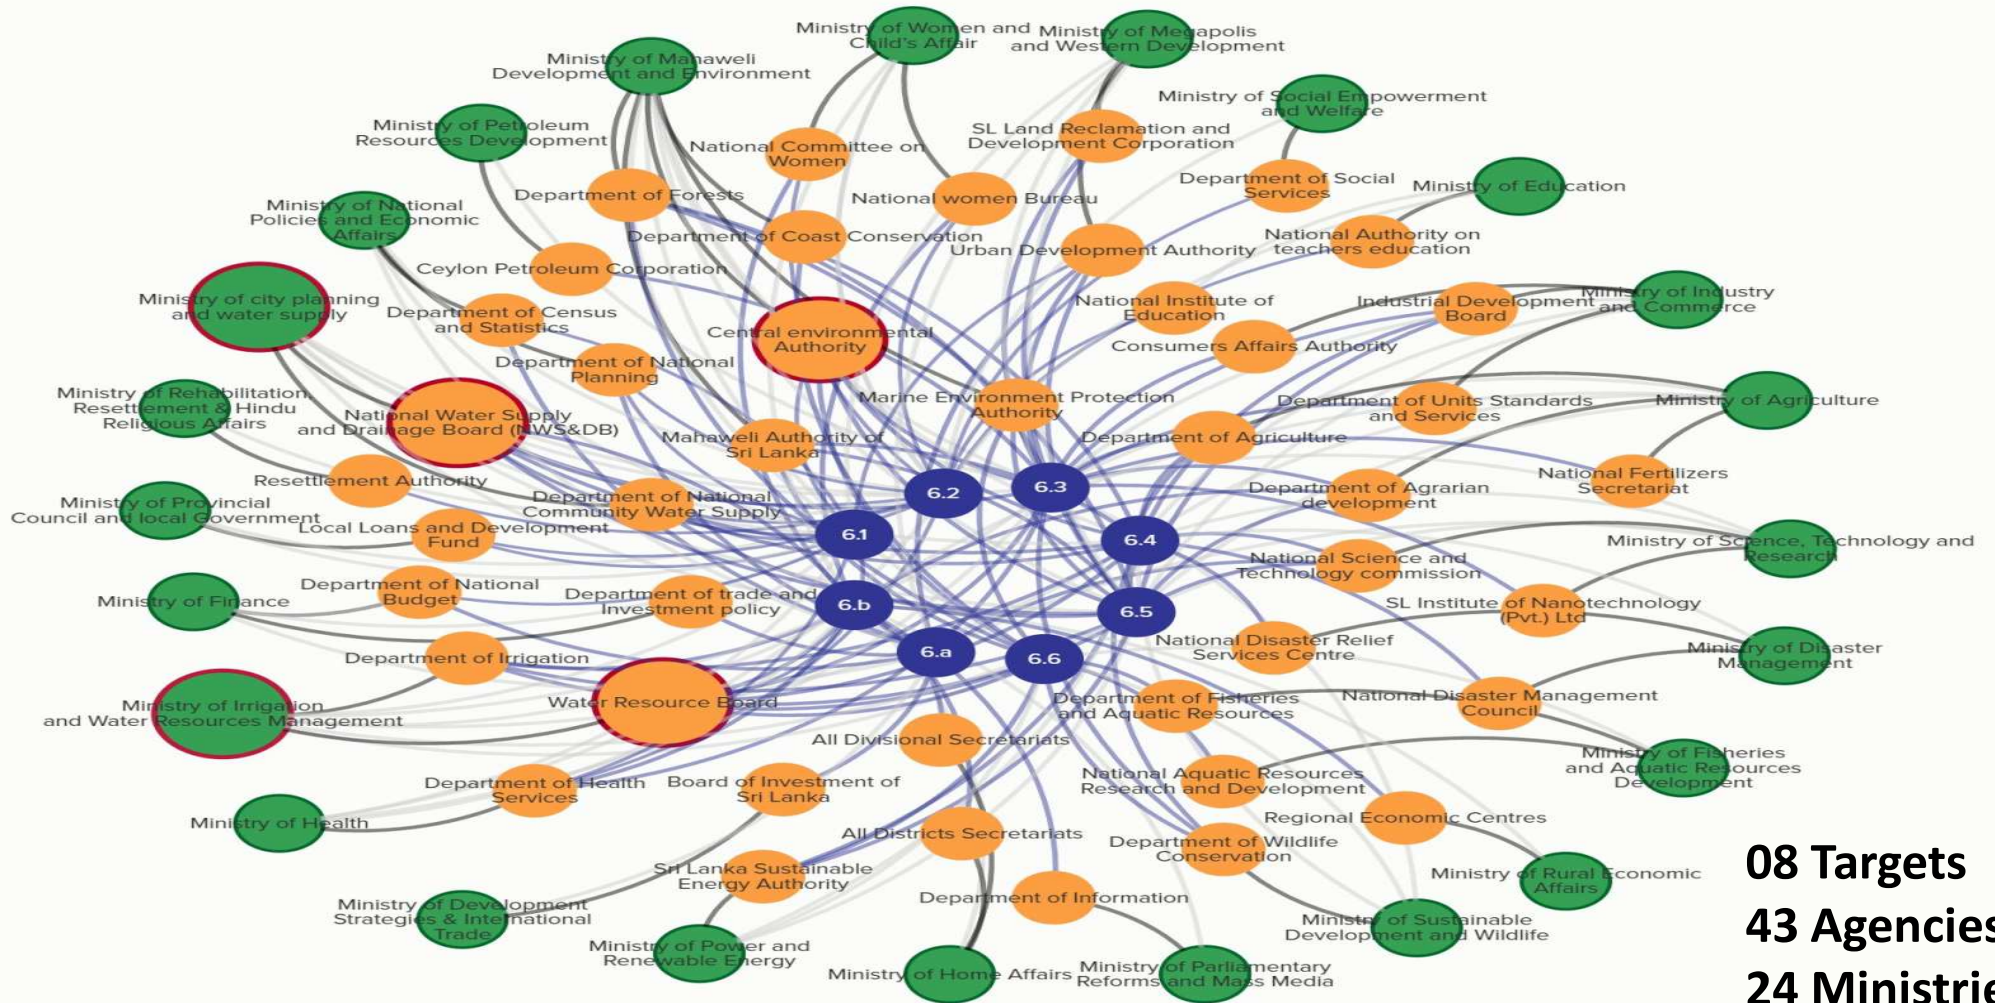 Ministry of Women and
Child's Affair
Ministry of Megapolis
and Western Development
Ministry of Manaweli
Development and Environment
Ministry of Social Empowerment
and Welfare
Ministry of Petroleum
Resources Development
SL Land Reclamation and
Development Corporation
National Committee on
Women
Department of Social
Services
Ministry of Education
Department of Forests
National women Bureau
Ministry of National
Policies and Economic
Affairs
Department of Coast Conservation
Urban Development Authority
National Authority on
teachers education
Ceylon Petroleum Corporation
Ministry of city planning
and water supply
Department of Census
and Statistics
Central environmental
Authority
National Institute of
Education
Industrial Development
Board
Ministry of Industry
and Commerce
Consumers Affairs Authority
Department of National
Planning
Marine Environment Protection
Authority
Department of Units Standards
and Services
Ministry of Agriculture
Ministry of Rehabilitation,
Resettlement & Hindu
Religious Affairs
National Water Supply
and Drainage Board (NWS&DB)
Mahaweli Authority of
Sri Lanka
Department of Agriculture
Resettlement Authority
National Fertilizers
Secretariat
Department of Agrarian
development
Ministry of Provincial
Council and local Government
Department of National
Community Water Supply
Local Loans and Development
Fund
6.2
6.3
6.1
6.4
Ministry of Science, Technology and
Research
National Science and
Technology commission
Department of National
Budget
Ministry of Finance
Department of trade and
Investment policy
6.b
6.5
SL Institute of Nanotechnology
(Pvt.) Ltd
National Disaster Relief
Services Centre
Ministry of Disaster
Management
Department of Irrigation
6.a
6.6
Ministry of Irrigation
and Water Resources Management
Water Resource Board
Department of Fisheries
and Aquatic Resources
National Disaster Management
Council
All Divisional Secretariats
Ministry of Fisheries
and Aquatic Resources
Development
Department of Health
Services
Board of Investment of
Sri Lanka
National Aquatic Resources
Research and Development
Ministry of Health
All Districts Secretariats
Regional Economic Centres
Department of Wildlife
Conservation
Sri Lanka Sustainable
Energy Authority
Ministry of Rural Economic
Affairs
Department of Information
Ministry of Development
Strategies & International
Trade
Ministry of Sustainable
Development and Wildlife
Ministry of Power and
Renewable Energy
Ministry of Home Affairs
Ministry of Parliamentary
Reforms and Mass Media
08 Targets
43 Agencies
24 Ministrie